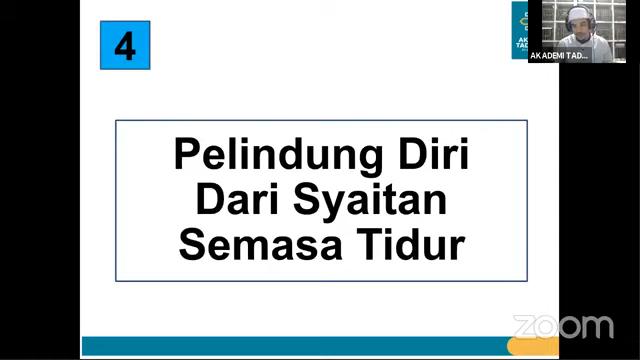 4
AKADEMI TAD...
Pelindung Diri
Dari Syaitan
Semasa Tidur
zoom